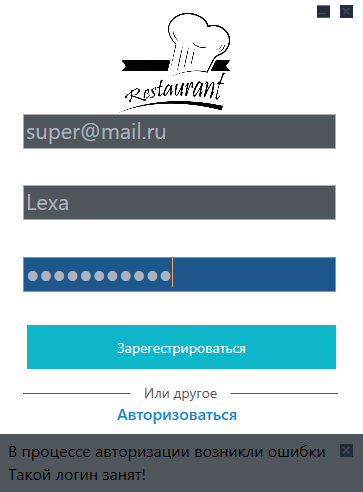 Restaurant
super@mail.ru
Lexa
●●●●●●●●●●●
Зарегестрироваться
Или другое
Авторизоваться
В процессе авторизации возникли ошибки
Такой логин занят!